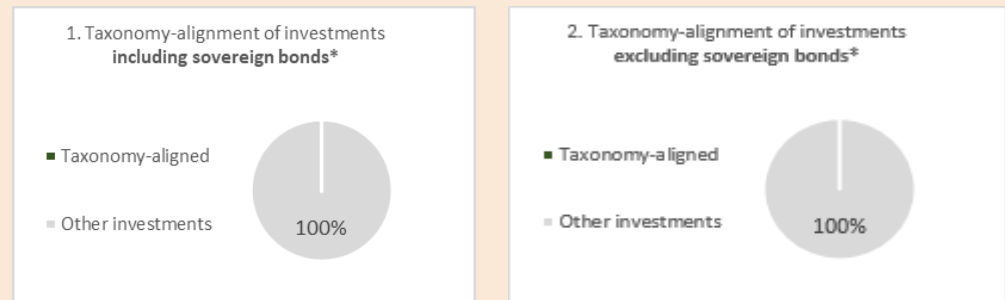 1. Taxonomy-alignment of investments
including sovereign bonds*
Taxonomy-aligned
Other investments
100%
2. Taxonomy-alignment of investments
excluding sovereign bonds*
Taxonomy-aligned
Other investments
100%